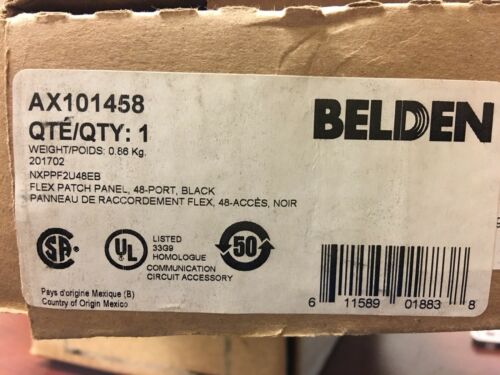 AX101458
QTÉ/QTY: 1
WEIGHT/POIDS: 0.86 Kg.
201702
NXPPF2U48EB
FLEX PATCH PANEL, 48-PORT, BLACK
PANNEAU DE RACCORDEMENT FLEX, 48-ACCÈS, NOIR
BELDEN
SA
UL
LISTED
33G9
HOMOLOGUE
COMMUNICATION
CIRCUIT ACCESSORY
50
Pays d'origine Mexique (B)
Country of Origin Mexico
6 11589 01883 8